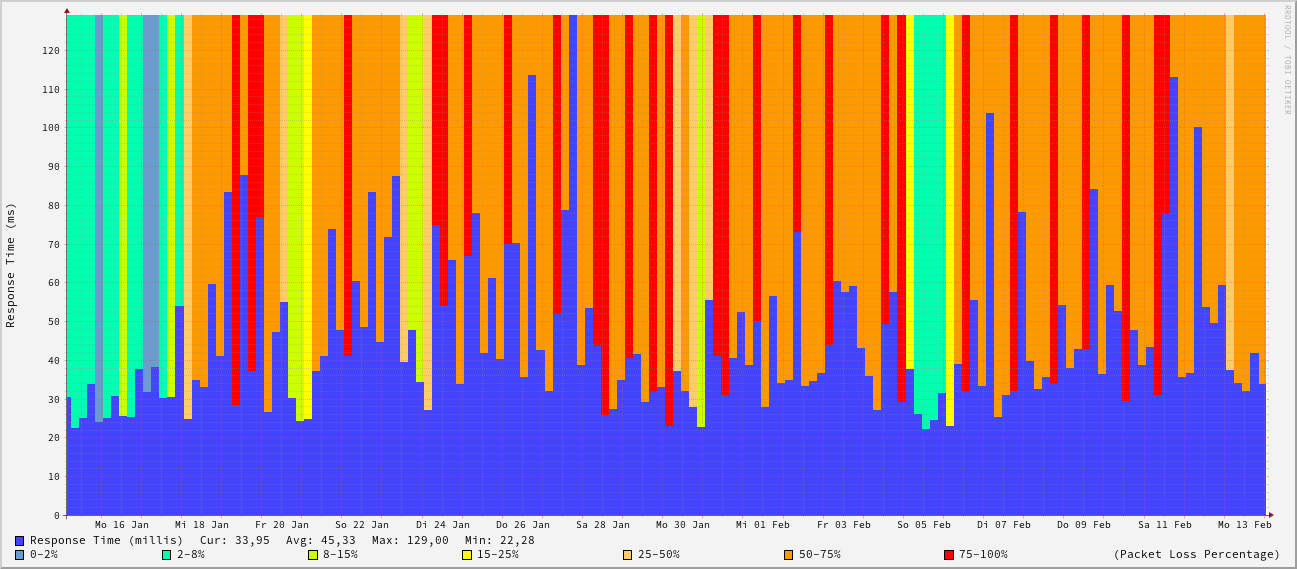 RRDTOOL / TOBI OETIKER
Response Time (ms)
120
110
100
90
80
70
60
50
40
30
20
10
0
Mo 16 Jan Mi 18 Jan Fr 20 Jan So 22 Jan Di 24 Jan Do 26 Jan Sa 28 Jan Mo 30 Jan Mi 01 Feb Fr 03 Feb So 05 Feb Di 07 Feb Do 09 Feb Sa 11 Feb Mo 13 Feb
Response Time (millis) Cur: 33,95 Avg: 45,33 Max: 129,00 Min: 22,28
0-2% 2-8% 8-15% 15-25% 25-50% 50-75% 75-100% (Packet Loss Percentage)